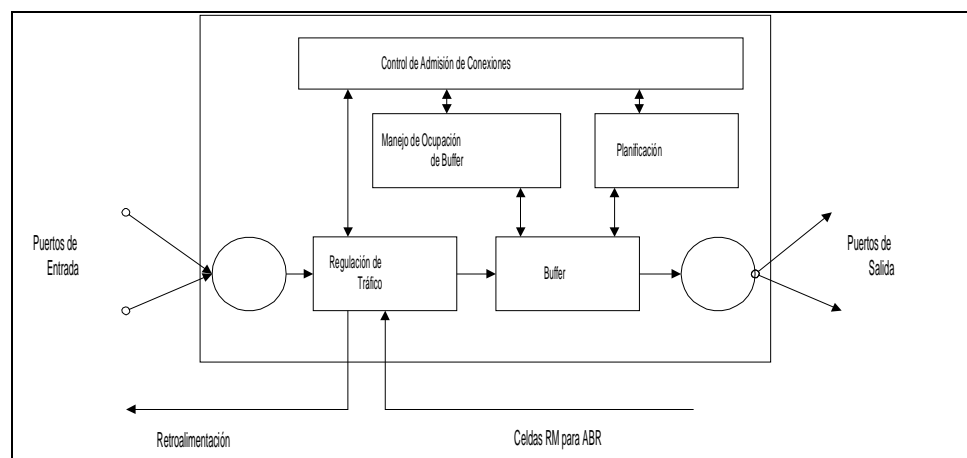 Control de Admisión de Conexiones
Manejo de Ocupación
de Buffer
Planificación
Puertos de
Entrada
Regulación de
Tráfico
Buffer
Puertos de
Salida
Retroalimentación
Celdas RM para ABR